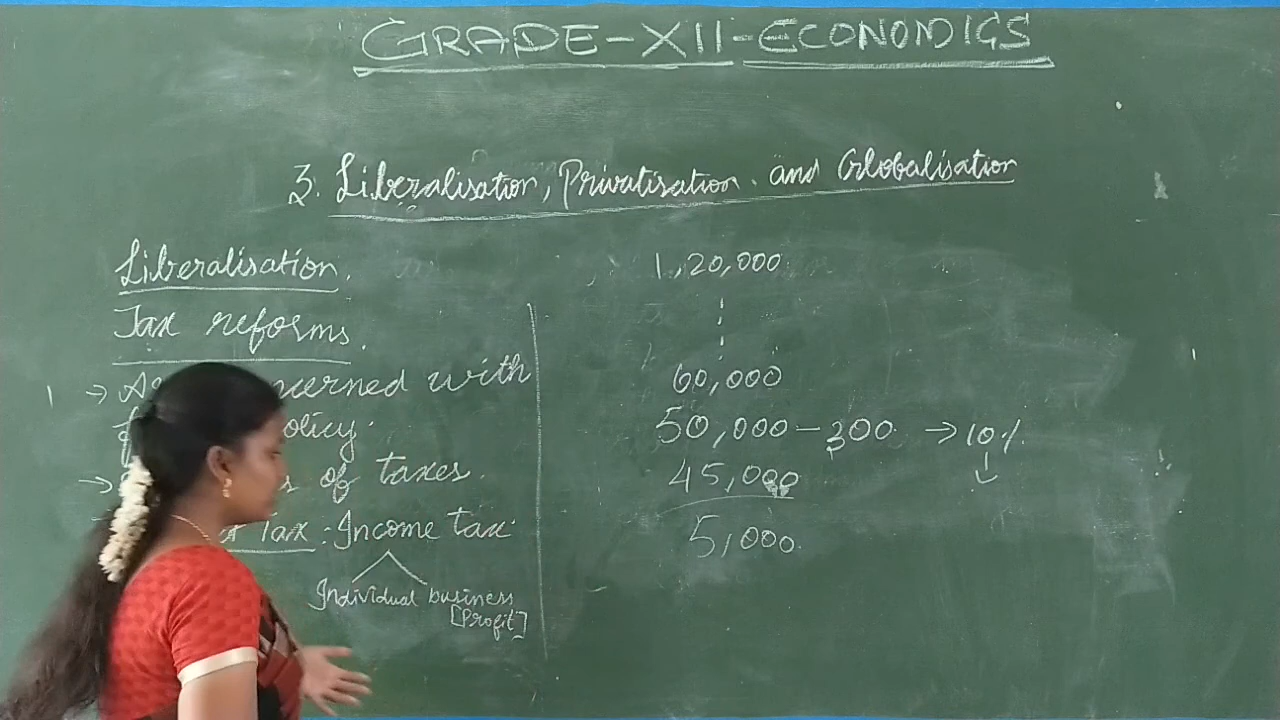 GRADE-XII-ECONOMICS
3. Liberalisation, Privatisation. and Globalisation
Liberalisation.
Tax reforms.
1 → with
olicy.
→ of taxes.
Tax : Income tax.
Individual business
[Profit]
1,20,000
60,000
50,000 - 300 → 10%
45,000
5,000.